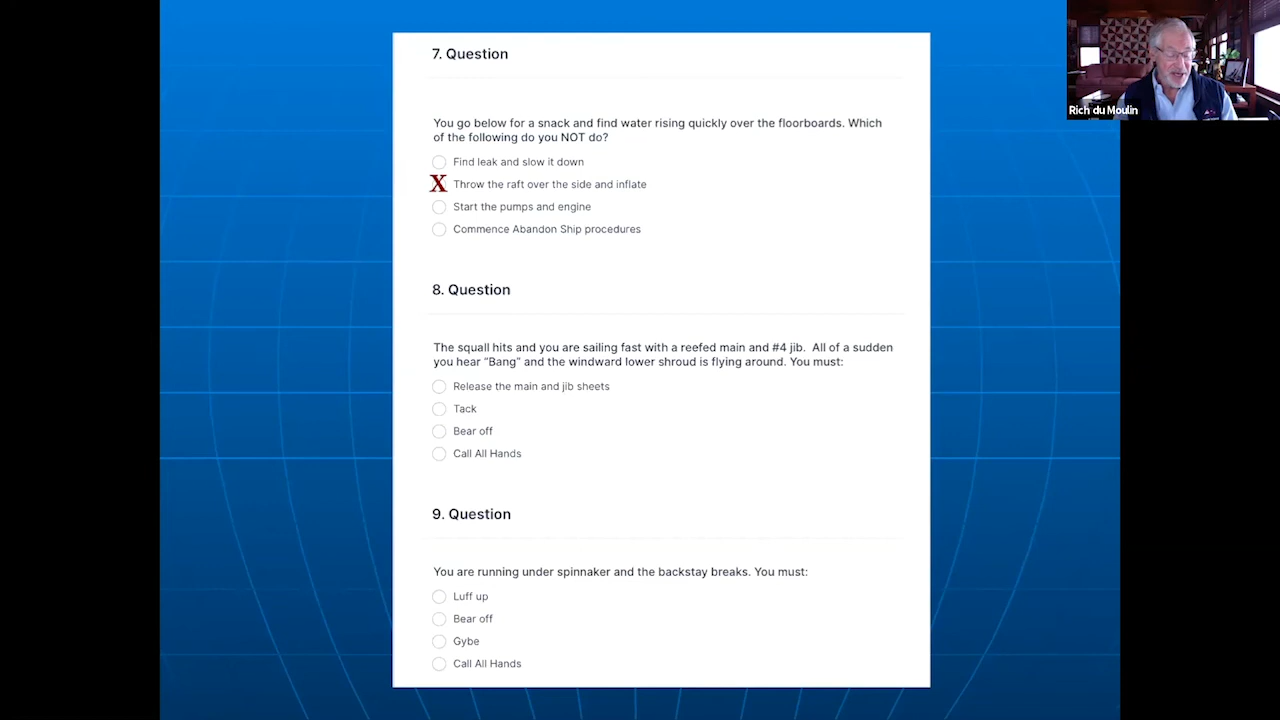 Rich du Moulin
7. Question
You go below for a snack and find water rising quickly over the floorboards. Which
of the following do you NOT do?
Find leak and slow it down
X Throw the raft over the side and inflate
Start the pumps and engine
Commence Abandon Ship procedures
8. Question
The squall hits and you are sailing fast with a reefed main and #4 jib.  All of a sudden
you hear “Bang” and the windward lower shroud is flying around. You must:
Release the main and jib sheets
Tack
Bear off
Call All Hands
9. Question
You are running under spinnaker and the backstay breaks. You must:
Luff up
Bear off
Gybe
Call All Hands